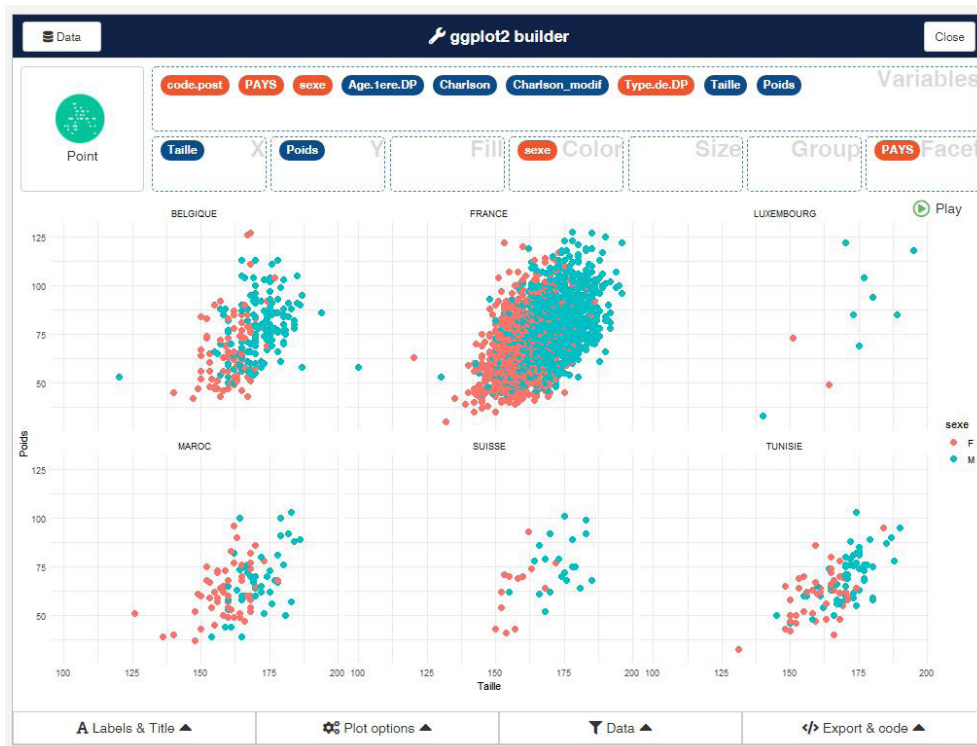 Data
ggplot2 builder
Close
Point
code.post PAYS sexe Age.1ere.DP Charlson Charlson_modif Type.de.DP Taille Poids Variables
Taille X Poids Y Fill sexe Color Size Group PAYS Facet
Play
BELGIQUE FRANCE LUXEMBOURG
125
100
75
50
Poids
sexe
F
M
MAROC SUISSE TUNISIE
125
100
75
50
100 125 150 175 200 100 125 150 175 200 100 125 150 175 200
Taille
Labels & Title Plot options Data Export & code